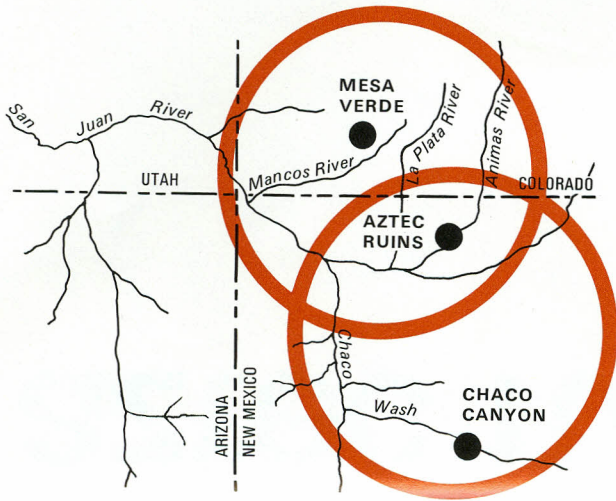 MESA
VERDE
San Juan River
La Plata River
Animas River
Mancos River
UTAH
COLORADO
AZTEC
RUINS
Chaco Wash
ARIZONA
NEW MEXICO
CHACO
CANYON